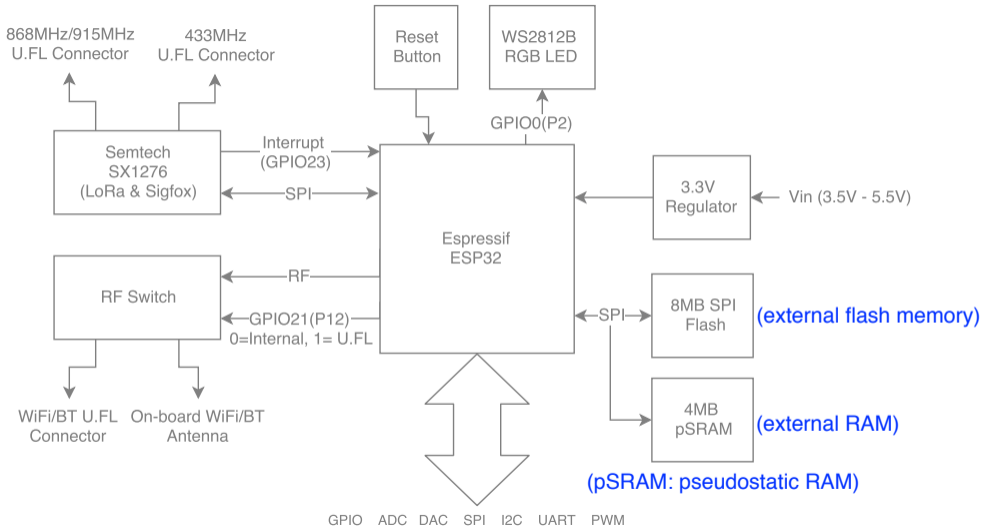 868MHz/915MHz
U.FL Connector
433MHz
U.FL Connector
Reset
Button
WS2812B
RGB LED
GPIO0(P2)
Semtech
SX1276
(LoRa & Sigfox)
Interrupt
(GPIO23)
SPI
Espressif
ESP32
3.3V
Regulator
Vin (3.5V - 5.5V)
RF Switch
RF
GPIO21(P12)
0=Internal, 1= U.FL
SPI
8MB SPI
Flash
(external flash memory)
4MB
pSRAM
(external RAM)
(pSRAM: pseudostatic RAM)
WiFi/BT U.FL
Connector
On-board WiFi/BT
Antenna
GPIO ADC DAC SPI I2C UART PWM